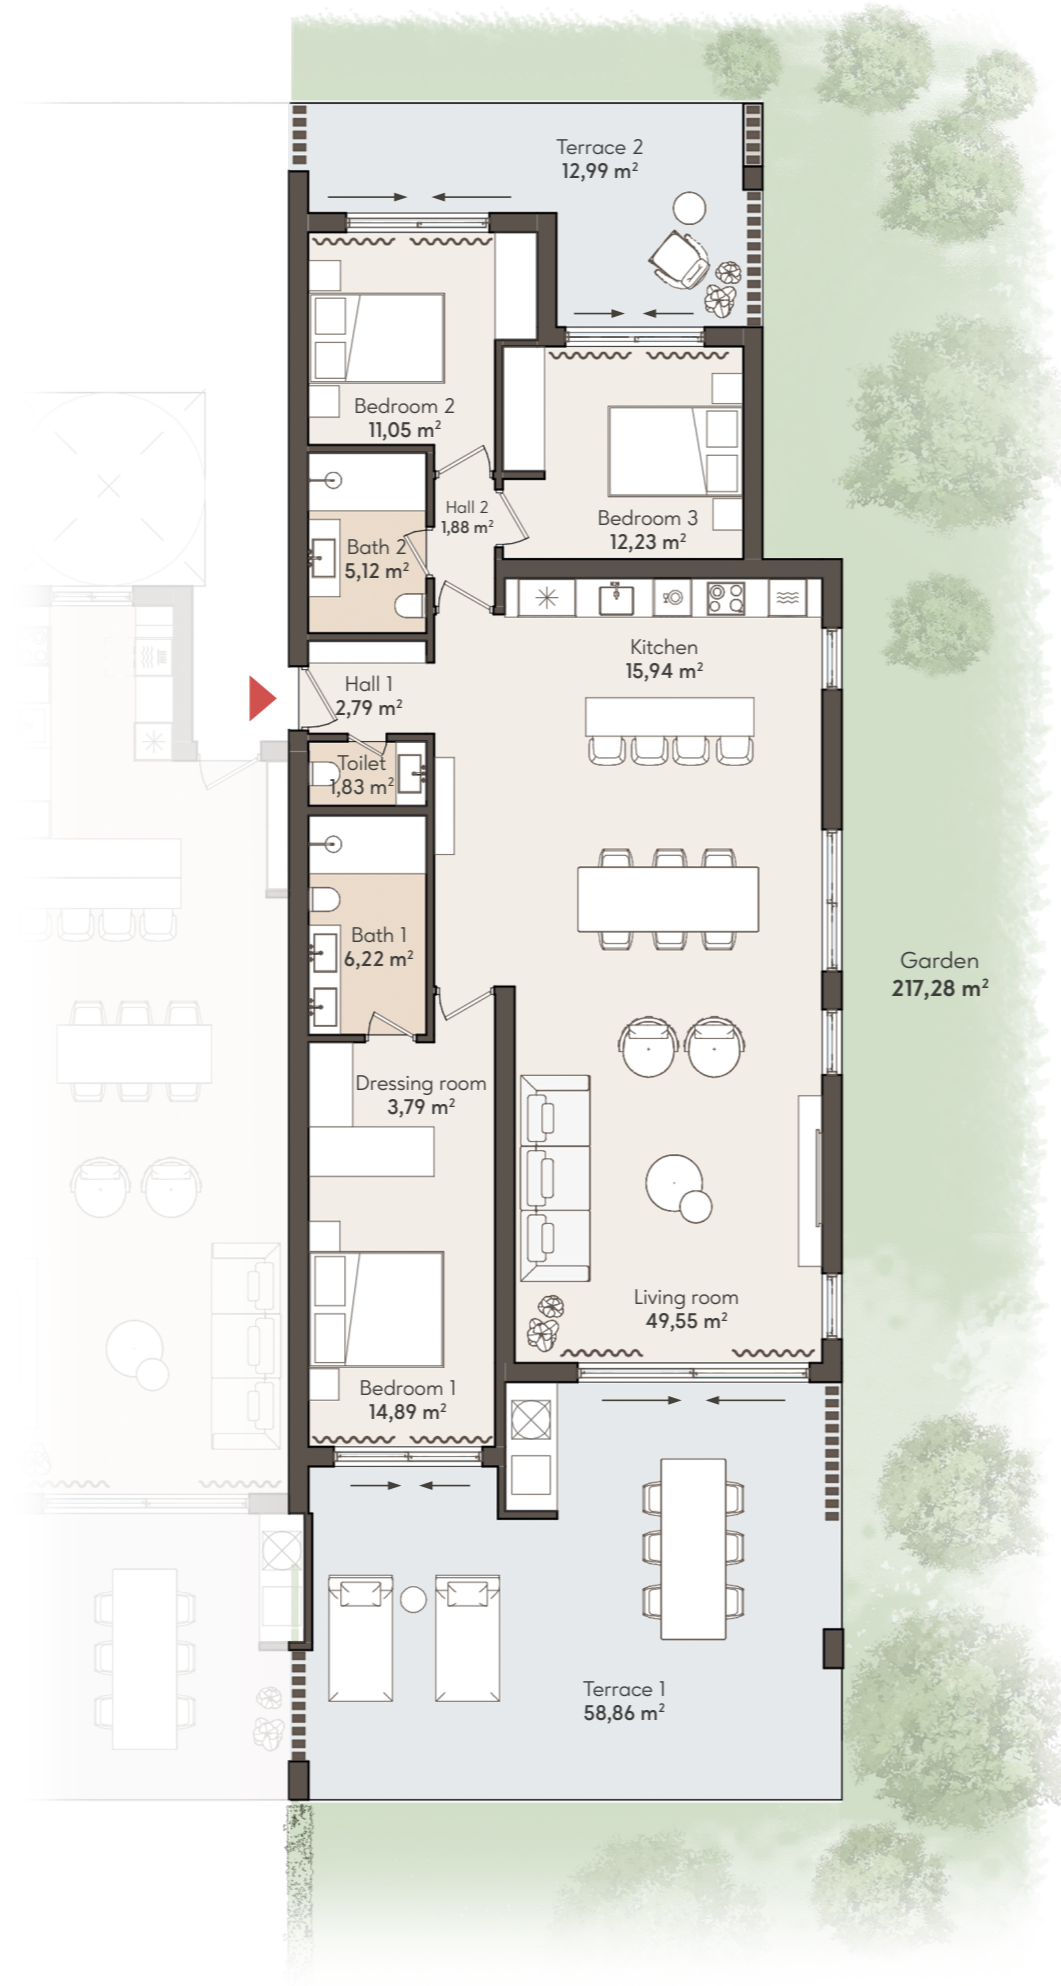 Terrace 2
12,99 m²
Bedroom 2
11,05 m²
Hall 2
1,88 m²
Bedroom 3
12,23 m²
Bath 2
5,12 m²
Kitchen
15,94 m²
Hall 1
2,79 m²
Toilet
1,83 m²
Bath 1
6,22 m²
Garden
217,28 m²
Dressing room
3,79 m²
Living room
49,55 m²
Bedroom 1
14,89 m²
Terrace 1
58,86 m²